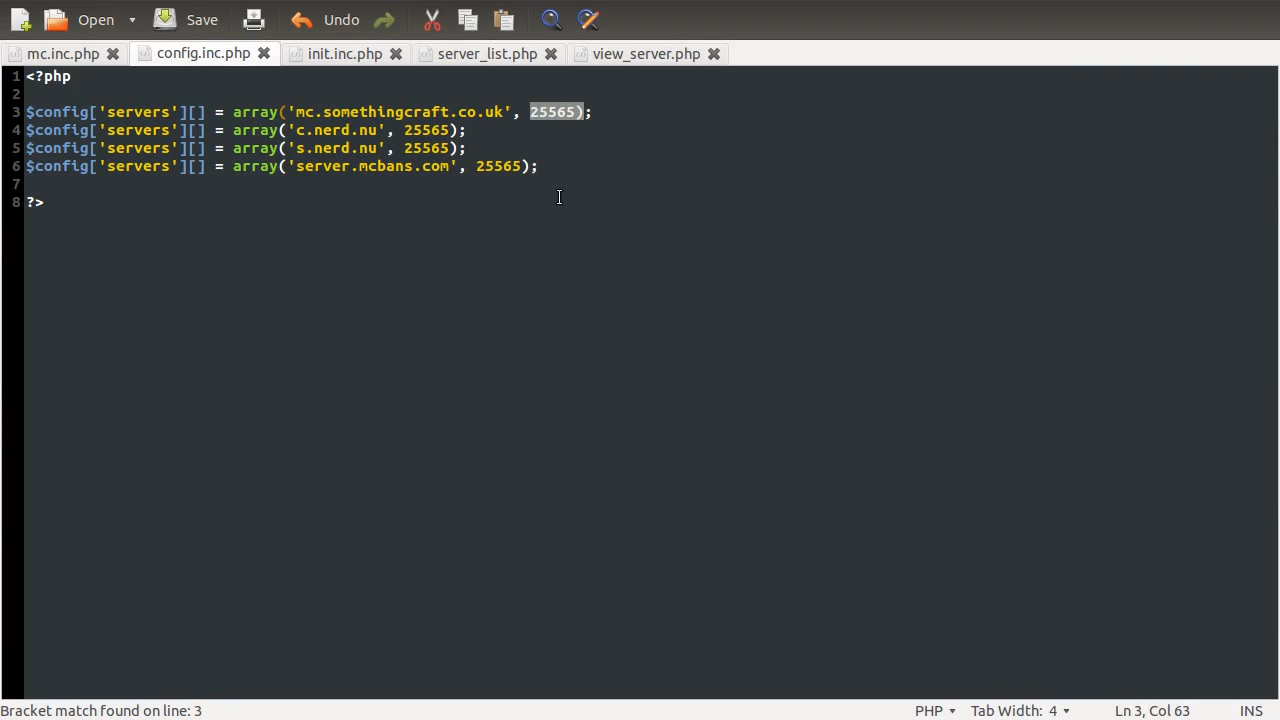 Open Save Undo
mc.inc.php config.inc.php init.inc.php server_list.php view_server.php
1 <?php
2
3 $config['servers'][] = array('mc.somethingcraft.co.uk', 25565);
4 $config['servers'][] = array('c.nerd.nu', 25565);
5 $config['servers'][] = array('s.nerd.nu', 25565);
6 $config['servers'][] = array('server.mcbans.com', 25565);
7
8 ?>
Bracket match found on line: 3 PHP Tab Width: 4 Ln 3, Col 63 INS